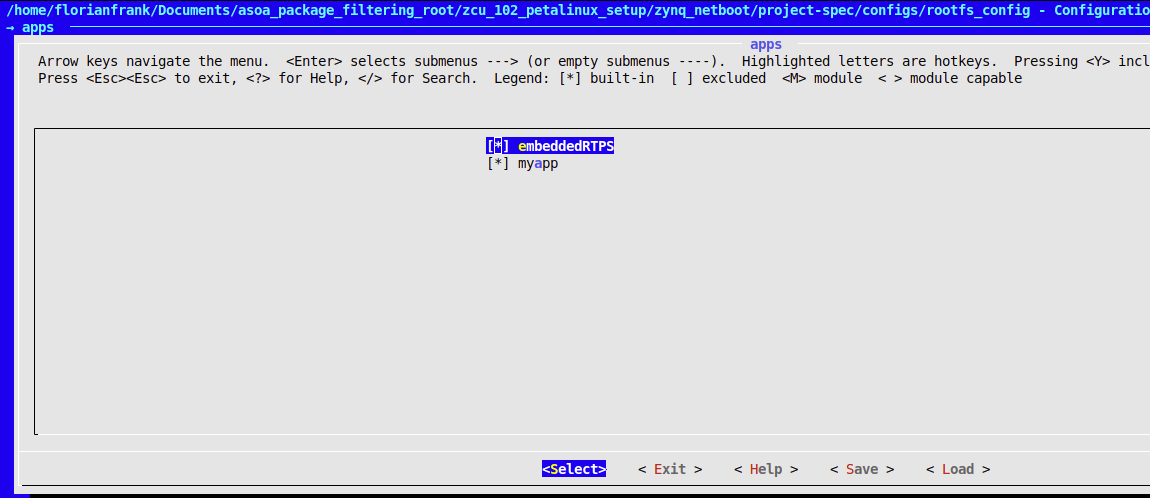 /home/florianfrank/Documents/asoa_package_filtering_root/zcu_102_petalinux_setup/zynq_netboot/project-spec/configs/rootfs_config - Configuratio
→ apps
apps
Arrow keys navigate the menu.  <Enter> selects submenus ---> (or empty submenus ----).  Highlighted letters are hotkeys.  Pressing <Y> incl
Press <Esc><Esc> to exit, <?> for Help, </> for Search.  Legend: [*] built-in  [ ] excluded  <M> module  < > module capable
[*] embeddedRTPS
[*] myapp
<Select>    < Exit >    < Help >    < Save >    < Load >